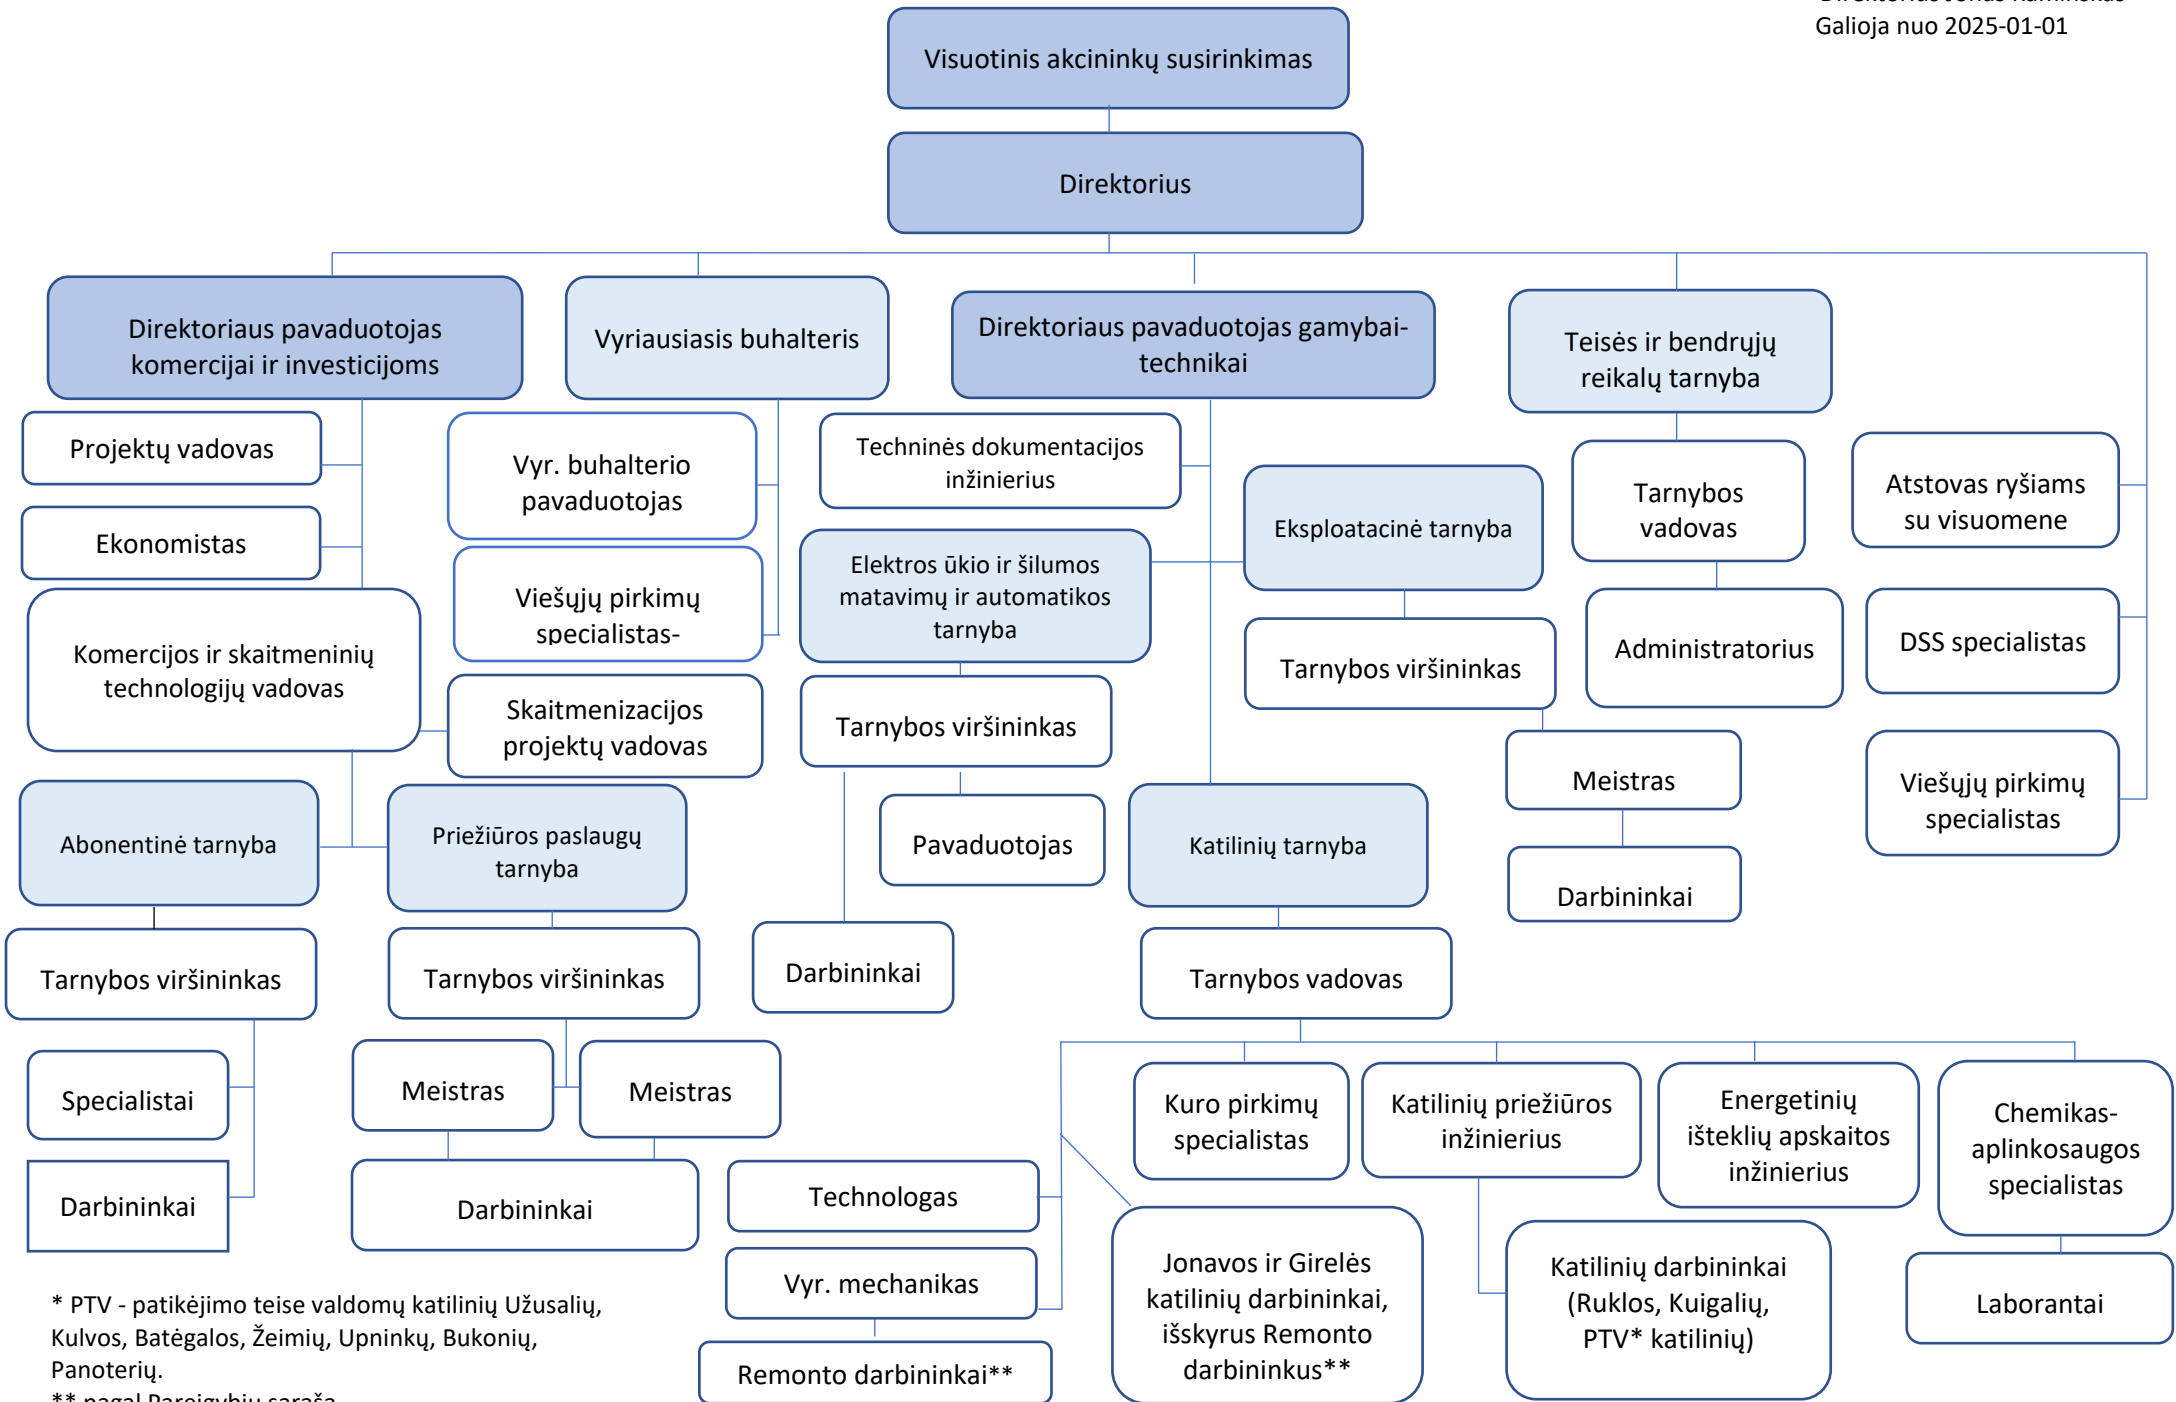 Galioja nuo 2025-01-01
Visuotinis akcininkų susirinkimas
Direktorius
Direktoriaus pavaduotojas
komercijai ir investicijoms
Vyriausiasis buhalteris
Direktoriaus pavaduotojas gamybai-
technikai
Teisės ir bendrųjų
reikalų tarnyba
Projektų vadovas
Ekonomistas
Komercijos ir skaitmeninių
technologijų vadovas
Vyr. buhalterio
pavaduotojas
Viešųjų pirkimų
specialistas-
Skaitmenizacijos
projektų vadovas
Techninės dokumentacijos
inžinierius
Elektros ūkio ir šilumos
matavimų ir automatikos
tarnyba
Eksploatacinė tarnyba
Tarnybos viršininkas
Tarnybos viršininkas
Pavaduotojas
Darbininkai
Meistras
Darbininkai
Tarnybos
vadovas
Administratorius
Atstovas ryšiams
su visuomene
DSS specialistas
Viešųjų pirkimų
specialistas
Abonentinė tarnyba
Priežiūros paslaugų
tarnyba
Katilinių tarnyba
Tarnybos viršininkas
Tarnybos viršininkas
Tarnybos vadovas
Specialistai
Darbininkai
Meistras
Meistras
Darbininkai
Technologas
Vyr. mechanikas
Remonto darbininkai**
Kuro pirkimų
specialistas
Katilinių priežiūros
inžinierius
Energetinių
išteklių apskaitos
inžinierius
Chemikas-
aplinkosaugos
specialistas
Jonavos ir Girelės
katilinių darbininkai,
išskyrus Remonto
darbininkus**
Katilinių darbininkai
(Ruklos, Kuigalių,
PTV* katilinių)
Laborantai
* PTV - patikėjimo teise valdomų katilinių Užusalių,
Kulvos, Batėgalos, Žeimių, Upninkų, Bukonių,
Panoterių.
** pagal Pareigybių sąrašą